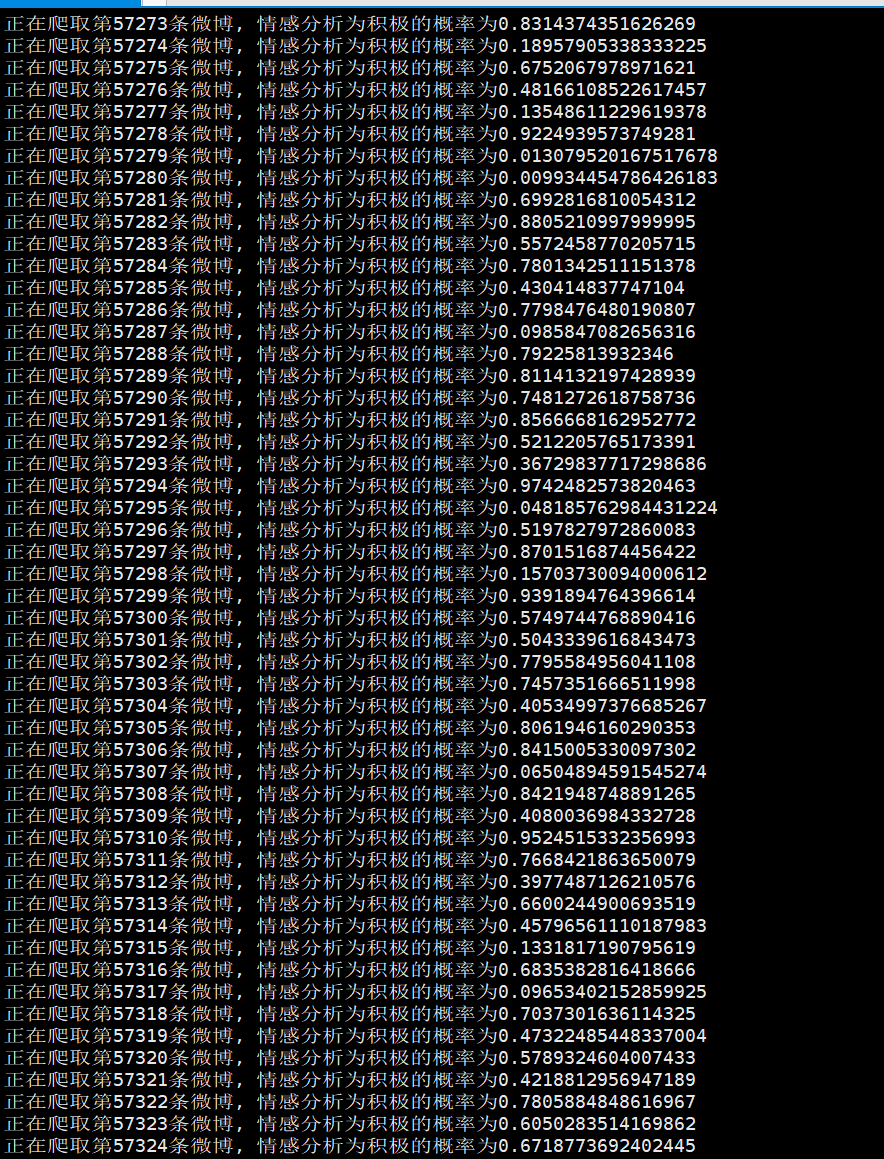 正在爬取第57273条微博, 情感分析为积极的概率为0.8314374351626269
正在爬取第57274条微博, 情感分析为积极的概率为0.18957905338333225
正在爬取第57275条微博, 情感分析为积极的概率为0.6752067978971621
正在爬取第57276条微博, 情感分析为积极的概率为0.48166108522617457
正在爬取第57277条微博, 情感分析为积极的概率为0.13548611229619378
正在爬取第57278条微博, 情感分析为积极的概率为0.9224939573749281
正在爬取第57279条微博, 情感分析为积极的概率为0.013079520167517678
正在爬取第57280条微博, 情感分析为积极的概率为0.009934454786426183
正在爬取第57281条微博, 情感分析为积极的概率为0.6992816810054312
正在爬取第57282条微博, 情感分析为积极的概率为0.8805210997999995
正在爬取第57283条微博, 情感分析为积极的概率为0.5572458770205715
正在爬取第57284条微博, 情感分析为积极的概率为0.7801342511151378
正在爬取第57285条微博, 情感分析为积极的概率为0.430414837747104
正在爬取第57286条微博, 情感分析为积极的概率为0.7798476480190807
正在爬取第57287条微博, 情感分析为积极的概率为0.0985847082656316
正在爬取第57288条微博, 情感分析为积极的概率为0.79225813932346
正在爬取第57289条微博, 情感分析为积极的概率为0.8114132197428939
正在爬取第57290条微博, 情感分析为积极的概率为0.7481272618758736
正在爬取第57291条微博, 情感分析为积极的概率为0.8566668162952772
正在爬取第57292条微博, 情感分析为积极的概率为0.5212205765173391
正在爬取第57293条微博, 情感分析为积极的概率为0.36729837717298686
正在爬取第57294条微博, 情感分析为积极的概率为0.9742482573820463
正在爬取第57295条微博, 情感分析为积极的概率为0.048185762984431224
正在爬取第57296条微博, 情感分析为积极的概率为0.5197827972860083
正在爬取第57297条微博, 情感分析为积极的概率为0.8701516874456422
正在爬取第57298条微博, 情感分析为积极的概率为0.15703730094000612
正在爬取第57299条微博, 情感分析为积极的概率为0.9391894764396614
正在爬取第57300条微博, 情感分析为积极的概率为0.5749744768890416
正在爬取第57301条微博, 情感分析为积极的概率为0.5043339616843473
正在爬取第57302条微博, 情感分析为积极的概率为0.7795584956041108
正在爬取第57303条微博, 情感分析为积极的概率为0.7457351666511998
正在爬取第57304条微博, 情感分析为积极的概率为0.40534997376685267
正在爬取第57305条微博, 情感分析为积极的概率为0.8061946160290353
正在爬取第57306条微博, 情感分析为积极的概率为0.8415005330097302
正在爬取第57307条微博, 情感分析为积极的概率为0.06504894591545274
正在爬取第57308条微博, 情感分析为积极的概率为0.8421948748891265
正在爬取第57309条微博, 情感分析为积极的概率为0.4080036984332728
正在爬取第57310条微博, 情感分析为积极的概率为0.9524515332356993
正在爬取第57311条微博, 情感分析为积极的概率为0.7668421863650079
正在爬取第57312条微博, 情感分析为积极的概率为0.3977487126210576
正在爬取第57313条微博, 情感分析为积极的概率为0.6600244900693519
正在爬取第57314条微博, 情感分析为积极的概率为0.45796561110187983
正在爬取第57315条微博, 情感分析为积极的概率为0.1331817190795619
正在爬取第57316条微博, 情感分析为积极的概率为0.6835382816418666
正在爬取第57317条微博, 情感分析为积极的概率为0.09653402152859925
正在爬取第57318条微博, 情感分析为积极的概率为0.7037301636114325
正在爬取第57319条微博, 情感分析为积极的概率为0.47322485448337004
正在爬取第57320条微博, 情感分析为积极的概率为0.5789324604007433
正在爬取第57321条微博, 情感分析为积极的概率为0.4218812956947189
正在爬取第57322条微博, 情感分析为积极的概率为0.7805884848616967
正在爬取第57323条微博, 情感分析为积极的概率为0.6050283514169862
正在爬取第57324条微博, 情感分析为积极的概率为0.6718773692402445